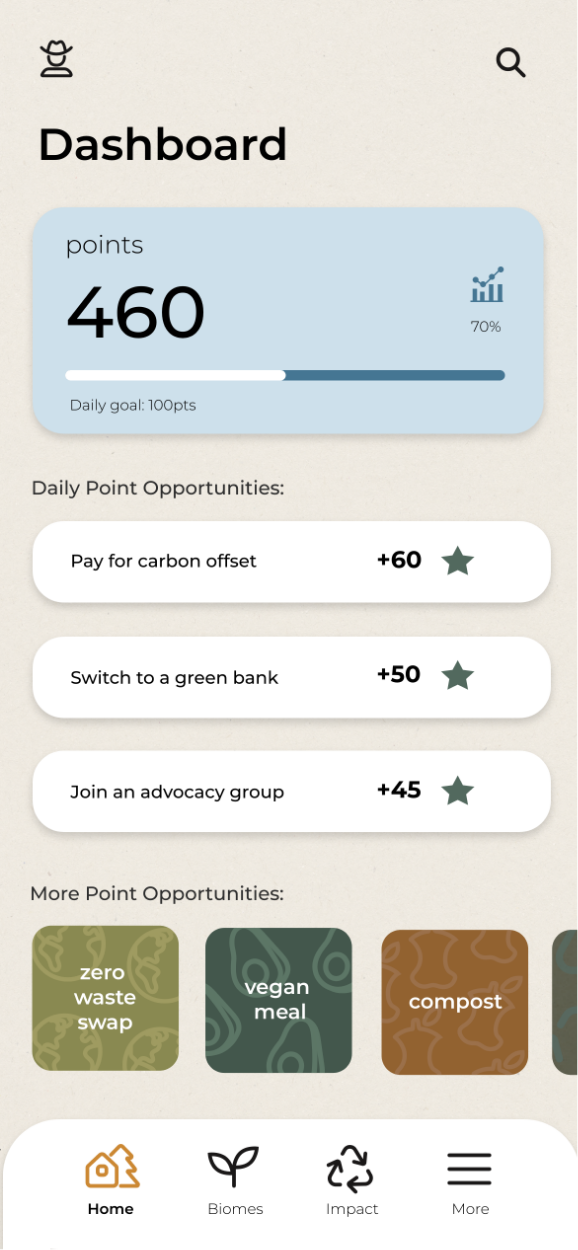 Dashboard
points
460
70%
Daily goal: 100pts
Daily Point Opportunities:
Pay for carbon offset +60
Switch to a green bank +50
Join an advocacy group +45
More Point Opportunities:
zero
waste
swap
vegan
meal
compost
Home Biomes Impact More